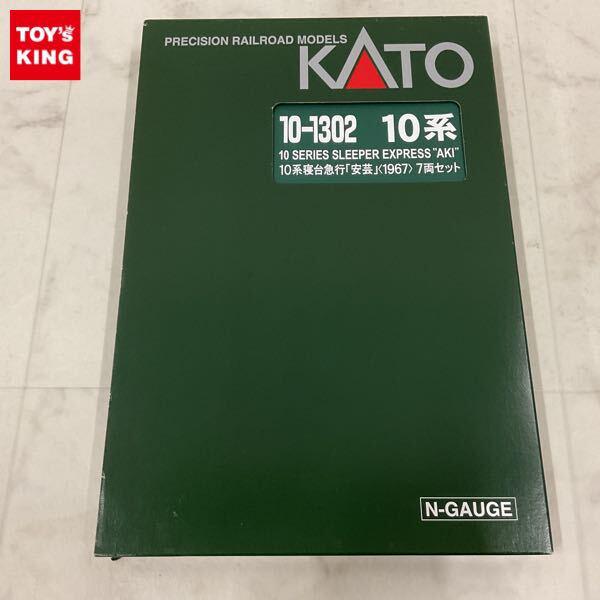 TOY's
KING
PRECISION RAILROAD MODELS
KATO
10-1302 10系
10 SERIES SLEEPER EXPRESS "AKI"
10系寝台急行「安芸」〈1967〉7両セット
N-GAUGE